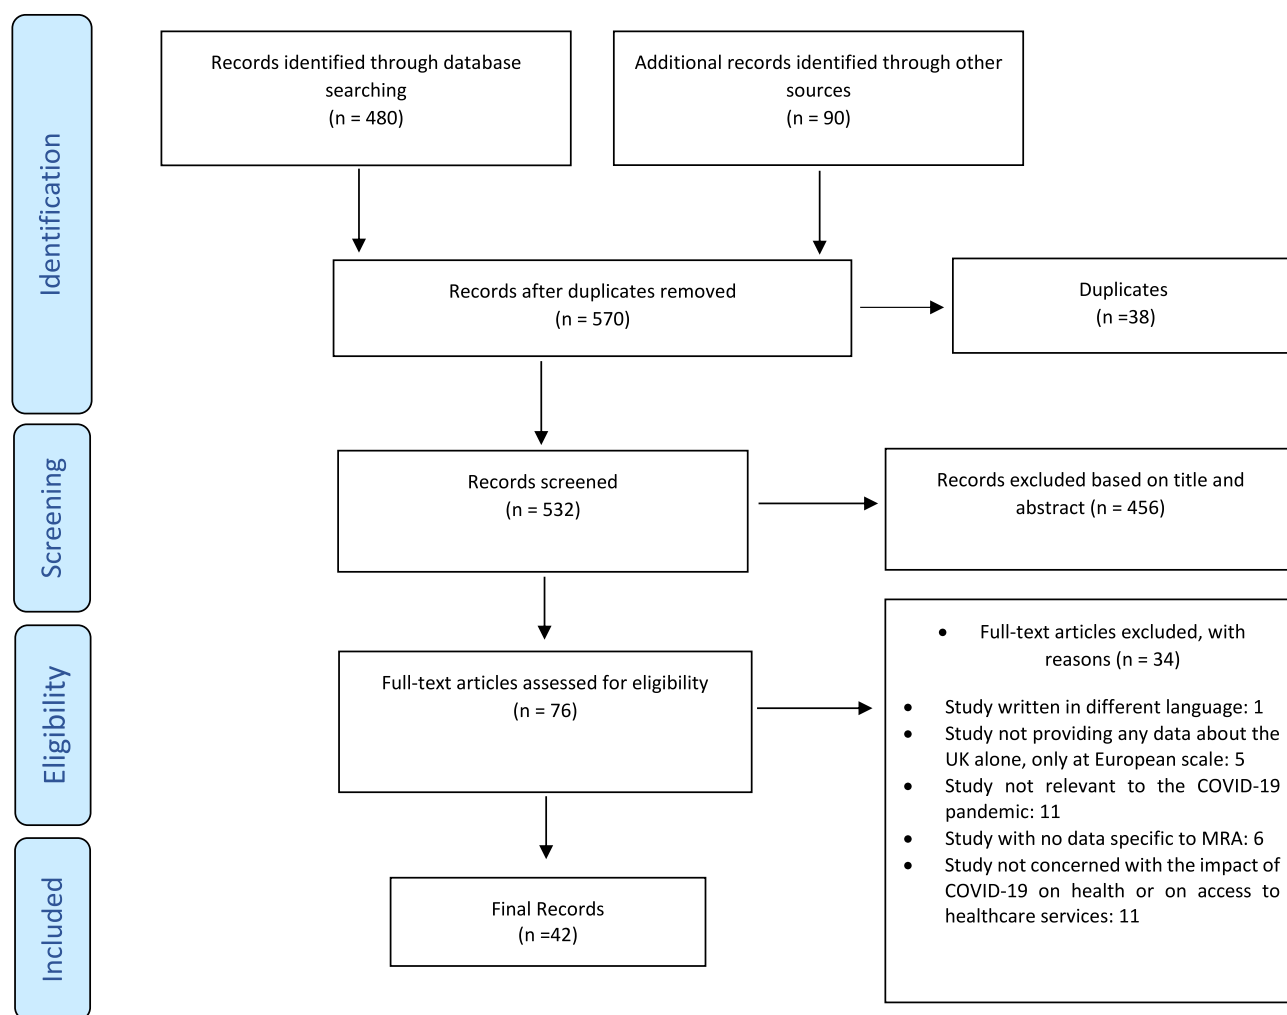 Identification
Records identified through database
searching
(n = 480)
Additional records identified through other
sources
(n = 90)
Records after duplicates removed
(n = 570)
Duplicates
(n =38)
Screening
Records screened
(n = 532)
Records excluded based on title and
abstract (n = 456)
Eligibility
Full-text articles assessed for eligibility
(n = 76)
• Full-text articles excluded, with
reasons (n = 34)
• Study written in different language: 1
• Study not providing any data about the
UK alone, only at European scale: 5
• Study not relevant to the COVID-19
pandemic: 11
• Study with no data specific to MRA: 6
• Study not concerned with the impact of
COVID-19 on health or on access to
healthcare services: 11
Included
Final Records
(n =42)